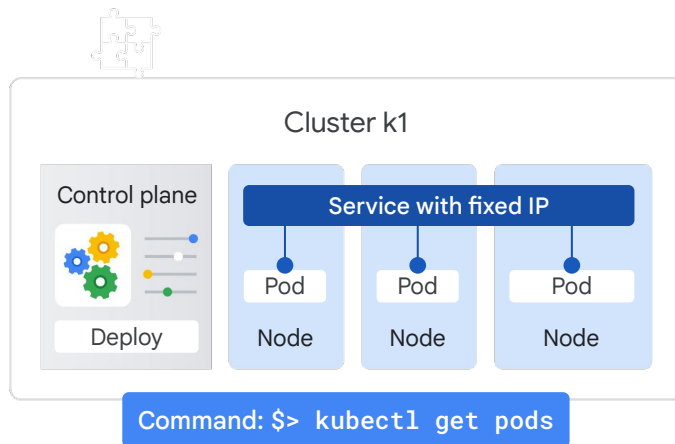 Cluster k1
Control plane
Deploy
Service with fixed IP
Pod
Pod
Pod
Node
Node
Node
Command: $> kubectl get pods